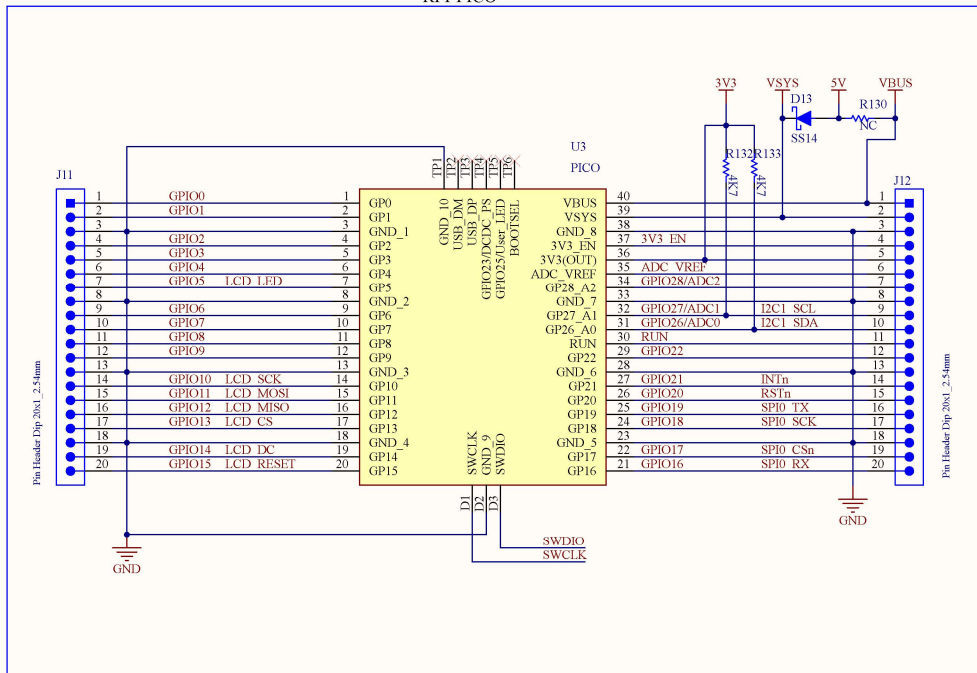 RPI PICO
3V3 VSYS 5V VBUS
D13
SS14
R130
NC
R132 R133
4K7 4K7
U3
PICO
TP1 TP2 TP3 TP4 TP5 TP6
GND_10
USB_DM
USB_DP
GPIO23/DCDC_PS
GPIO25/User_LED
BOOTSEL
J11
Pin Header Dip 20x1_2.54mm
1 GPIO0 1 GP0
2 GPIO1 2 GP1
3 3 GND_1
4 GPIO2 4 GP2
5 GPIO3 5 GP3
6 GPIO4 6 GP4
7 GPIO5 LCD_LED 7 GP5
8 8 GND_2
9 GPIO6 9 GP6
10 GPIO7 10 GP7
11 GPIO8 11 GP8
12 GPIO9 12 GP9
13 13 GND_3
14 GPIO10 LCD_SCK 14 GP10
15 GPIO11 LCD_MOSI 15 GP11
16 GPIO12 LCD_MISO 16 GP12
17 GPIO13 LCD_CS 17 GP13
18 18 GND_4
19 GPIO14 LCD_DC 19 GP14
20 GPIO15 LCD_RESET 20 GP15
J12
Pin Header Dip 20x1_2.54mm
VBUS 40 1
VSYS 39 2
GND_8 38 3
3V3_EN 37 3V3_EN 4
3V3(OUT) 36 5
ADC_VREF 35 ADC_VREF 6
GP28_A2 34 GPIO28/ADC2 7
GND_7 33 8
GP27_A1 32 GPIO27/ADC1 I2C1_SCL 9
GP26_A0 31 GPIO26/ADC0 I2C1_SDA 10
RUN 30 RUN 11
GP22 29 GPIO22 12
GND_6 28 13
GP21 27 GPIO21 INTn 14
GP20 26 GPIO20 RSTn 15
GP19 25 GPIO19 SPI0_TX 16
GP18 24 GPIO18 SPI0_SCK 17
GND_5 23 18
GP17 22 GPIO17 SPI0_CSn 19
GP16 21 GPIO16 SPI0_RX 20
SWCLK
GND_9
SWDIO
D1 D2 D3
SWDIO
SWCLK
GND
GND